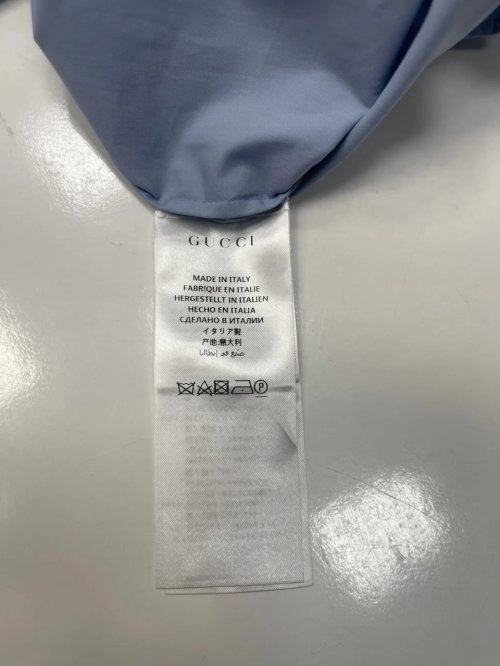 GUCCI
MADE IN ITALY
FABRIQUE EN ITALIE
HERGESTELLT IN ITALIEN
HECHO EN ITALIA
СДЕЛАНО В ИТАЛИИ
イタリア製
产地:意大利
صنع في إيطاليا
P